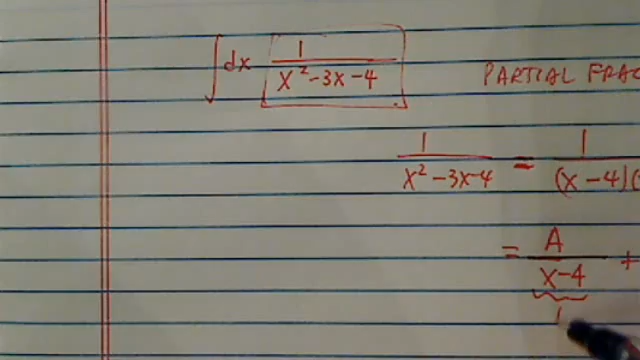 ∫ dx 1/(x² - 3x - 4)
PARTIAL FRAC
1/(x² - 3x - 4) = 1/((x - 4)(
= A/(x - 4) +